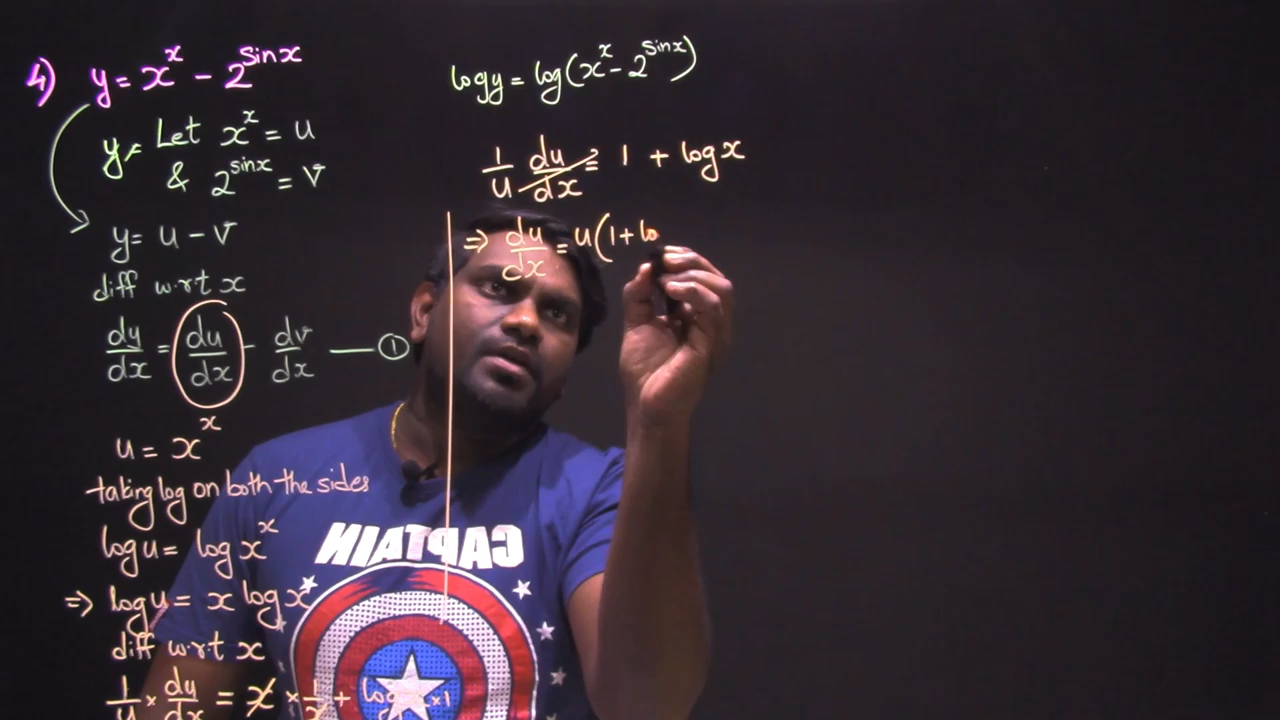 4) y = x^x - 2^sinx
y, Let x^x = u
& 2^sinx = v
y = u - v
diff w.r.t x
dy/dx = du/dx - dv/dx — ①
u = x^x
taking log on both the sides
log u = log x^x
⇒ log u = x log x
diff w.r.t x
1/u × du/dx = x × 1/x + log x × 1
logy = log(x^x - 2^sinx)
1/u du/dx = 1 + log x
⇒ du/dx = u(1 + lo
CAPTAIN